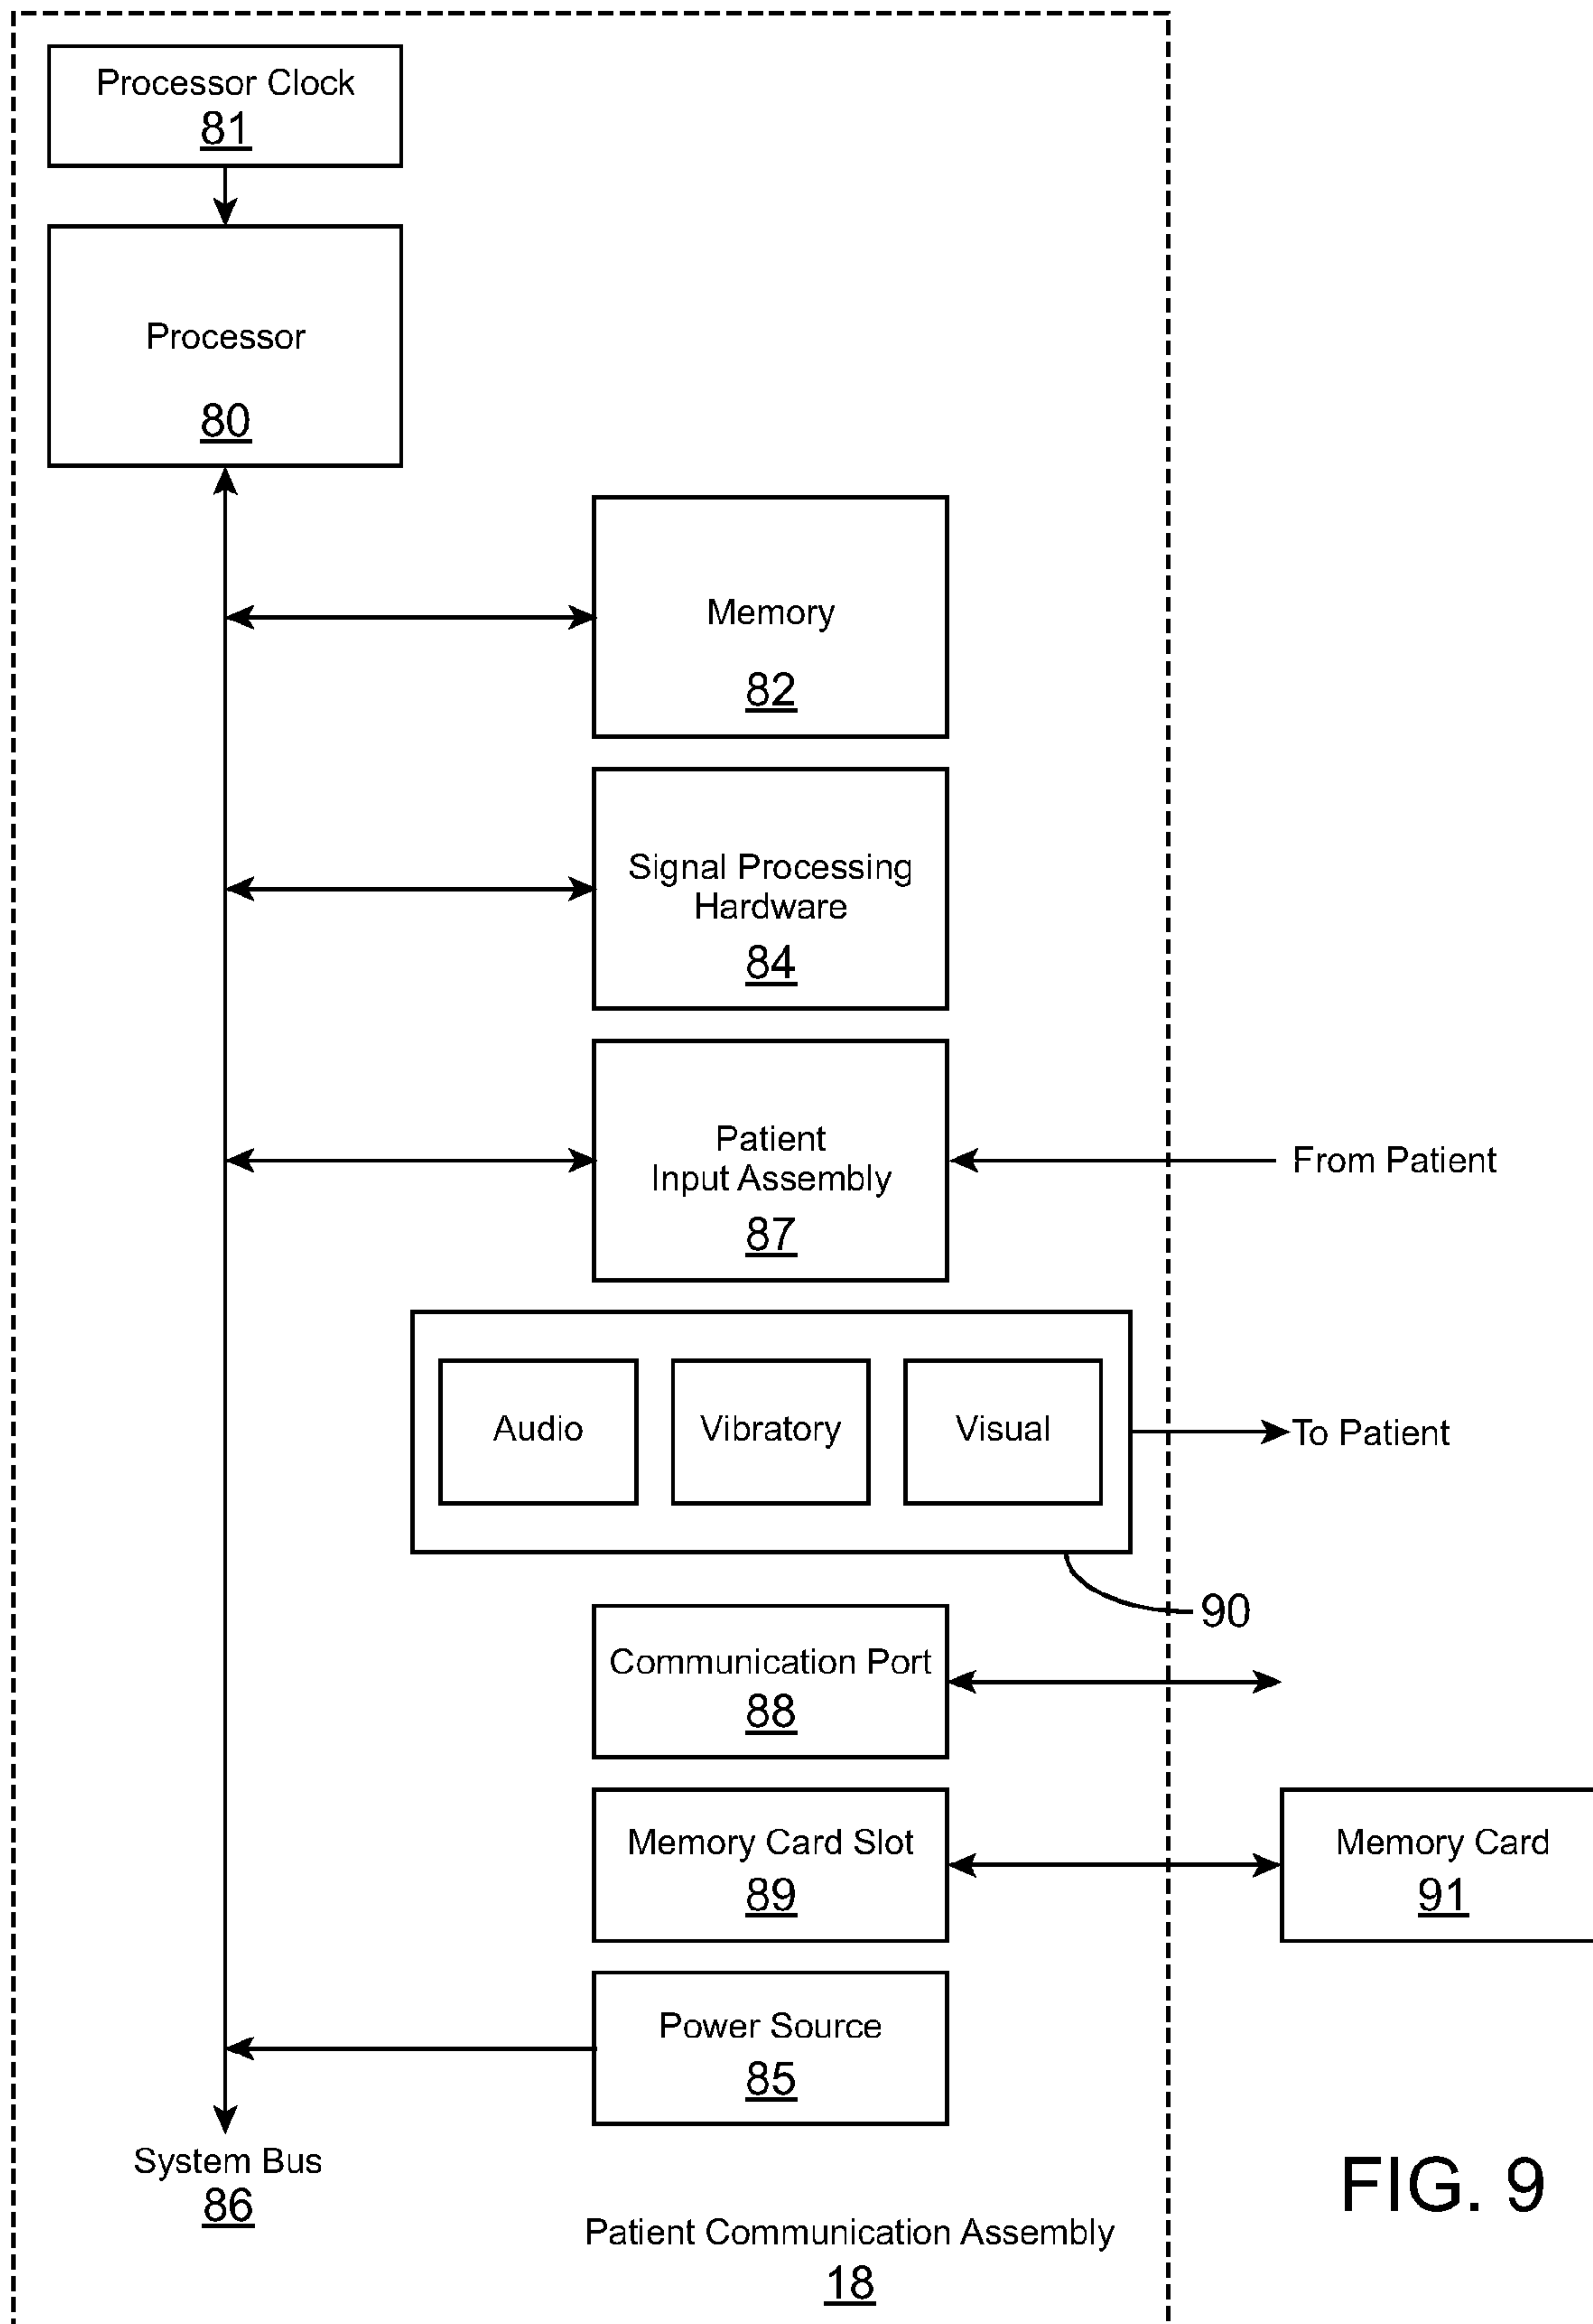 Processor Clock
81
Processor
80
Memory
82
Signal Processing
Hardware
84
Patient
Input Assembly
87
From Patient
Audio
Vibratory
Visual
To Patient
90
Communication Port
88
Memory Card Slot
89
Memory Card
91
Power Source
85
System Bus
86
FIG. 9
Patient Communication Assembly
18